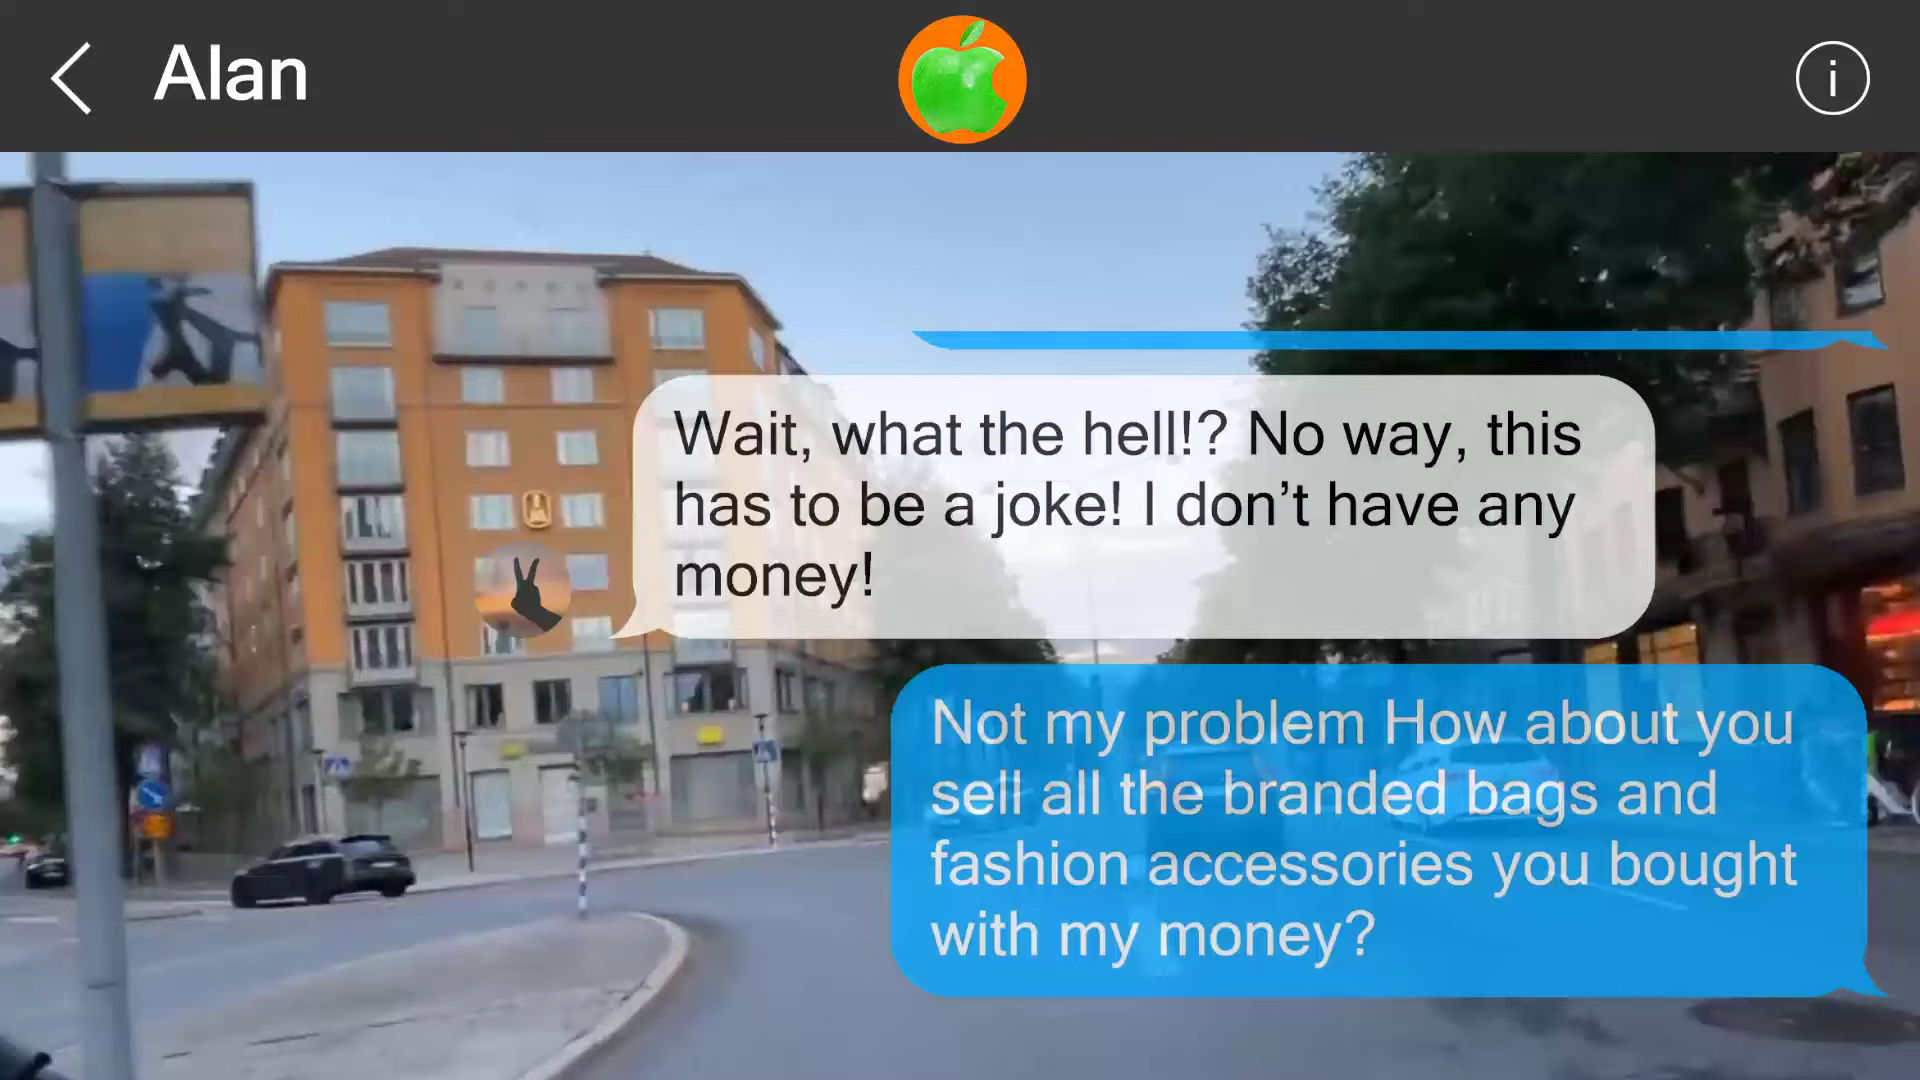 Alan
Wait, what the hell!? No way, this
has to be a joke! I don’t have any
money!
Not my problem How about you
sell all the branded bags and
fashion accessories you bought
with my money?